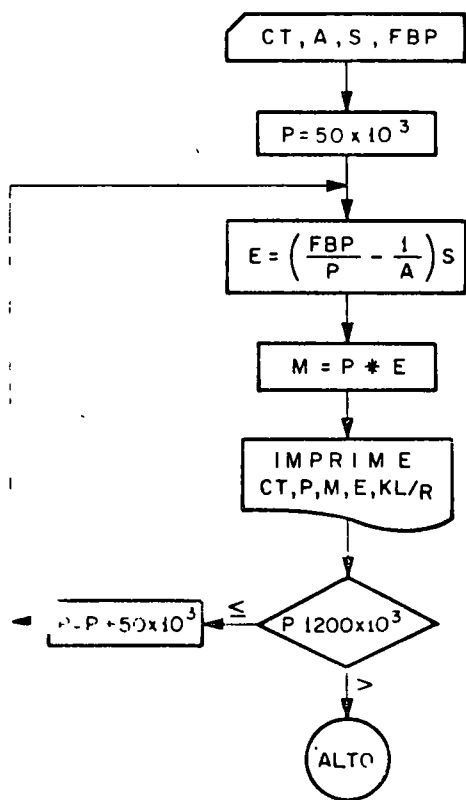 CT, A, S, FBP
P = 50 x 10³
E = (FBP/P - 1/A) S
M = P * E
IMPRIME
CT, P, M, E, KL/R
P 1200x10³
≤
P=P+50x10³
>
ALTO